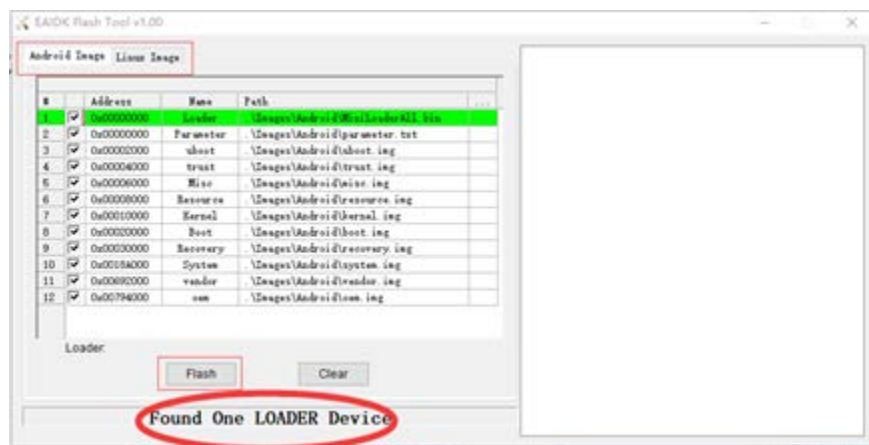 EAIDK Flash Tool v1.00
Android Image Linux Image
# Address Name Path ...
1 0x00000000 Loader .\Images\Android\MiniLoaderAll.bin
2 0x00000000 Parameter .\Images\Android\parameter.txt
3 0x00002000 uboot .\Images\Android\uboot.img
4 0x00004000 trust .\Images\Android\trust.img
5 0x00006000 Misc .\Images\Android\misc.img
6 0x00008000 Resource .\Images\Android\resource.img
7 0x00010000 Kernel .\Images\Android\kernel.img
8 0x00020000 Boot .\Images\Android\boot.img
9 0x00030000 Recovery .\Images\Android\recovery.img
10 System .\Images\Android\system.img
11 0x00692000 vendor .\Images\Android\vendor.img
12 0x00794000 oem .\Images\Android\oem.img
Loader:
Flash Clear
Found One LOADER Device